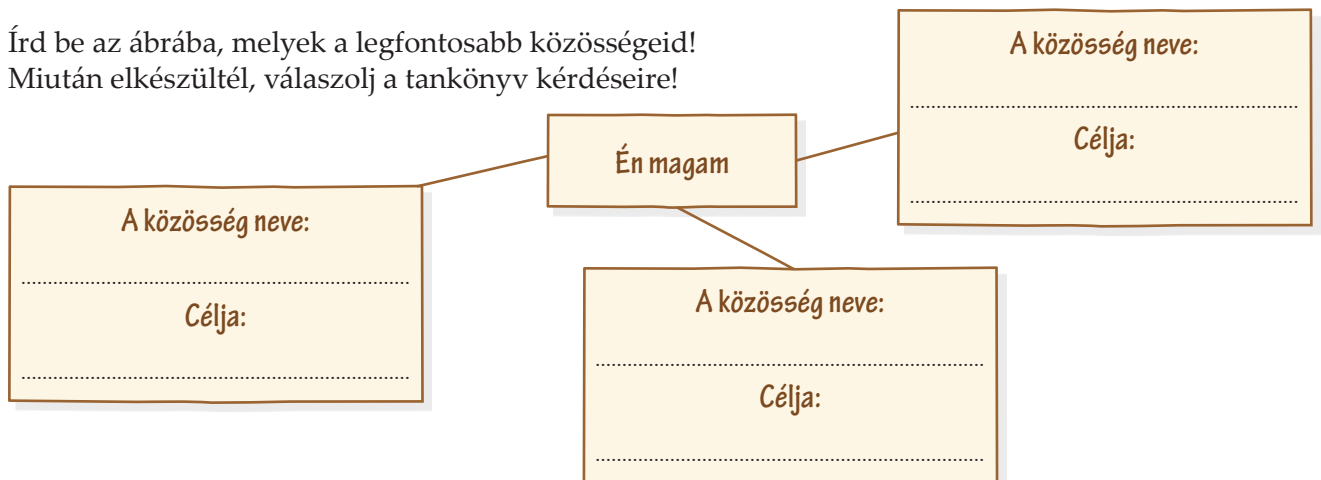 Írd be az ábrába, melyek a legfontosabb közösségeid!
Miután elkészültél, válaszolj a tankönyv kérdéseire!
A közösség neve:
Célja:
Én magam
A közösség neve:
Célja:
A közösség neve:
Célja: